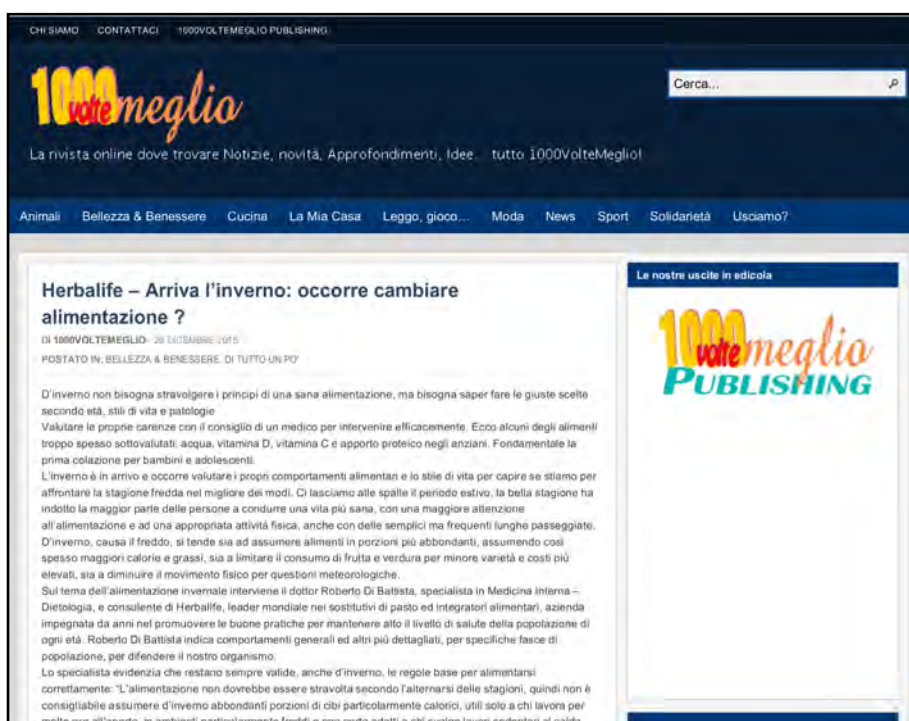 CHI SIAMO CONTATTACI 1000VOLTEMEGLIO PUBLISHING
1000 volte meglio
Cerca...
La rivista online dove trovare Notizie, novità, Approfondimenti, Idee... tutto 1000VolteMeglio!
Animali Bellezza & Benessere Cucina La Mia Casa Leggo, gioco... Moda News Sport Solidarietà Usciamo?
Herbalife – Arriva l'inverno: occorre cambiare
alimentazione ?
DI 1000VOLTEMEGLIO– 28 DICEMBRE 2015
POSTATO IN: BELLEZZA & BENESSERE, DI TUTTO UN PO'
D'inverno non bisogna stravolgere i principi di una sana alimentazione, ma bisogna saper fare le giuste scelte
secondo età, stili di vita e patologie
Valutare le proprie carenze con il consiglio di un medico per intervenire efficacemente. Ecco alcuni degli alimenti
troppo spesso sottovalutati: acqua, vitamina D, vitamina C e apporto proteico negli anziani. Fondamentale la
prima colazione per bambini e adolescenti.
L'inverno è in arrivo e occorre valutare i propri comportamenti alimentari e lo stile di vita per capire se stiamo per
affrontare la stagione fredda nel migliore dei modi. Ci lasciamo alle spalle il periodo estivo, la bella stagione ha
indotto la maggior parte delle persone a condurre una vita più sana, con una maggiore attenzione
all'alimentazione e ad una appropriata attività fisica, anche con delle semplici ma frequenti lunghe passeggiate.
D'inverno, causa il freddo, si tende sia ad assumere alimenti in porzioni più abbondanti, assumendo così
spesso maggiori calorie e grassi, sia a limitare il consumo di frutta e verdura per minore varietà e costi più
elevati, sia a diminuire il movimento fisico per questioni meteorologiche.
Sul tema dell'alimentazione invernale interviene il dottor Roberto Di Battista, specialista in Medicina Interna –
Dietologia, e consulente di Herbalife, leader mondiale nei sostitutivi di pasto ed integratori alimentari, azienda
impegnata da anni nel promuovere le buone pratiche per mantenere alto il livello di salute della popolazione di
ogni età. Roberto Di Battista indica comportamenti generali ed altri più dettagliati, per specifiche fasce di
popolazione, per difendere il nostro organismo.
Lo specialista evidenzia che restano sempre valide, anche d'inverno, le regole base per alimentarsi
correttamente: "L'alimentazione non dovrebbe essere stravolta secondo l'alternarsi delle stagioni, quindi non è
consigliabile assumere d'inverno abbondanti porzioni di cibi particolarmente calorici, utili solo a chi lavora per
Le nostre uscite in edicola
1000 volte meglio
PUBLISHING